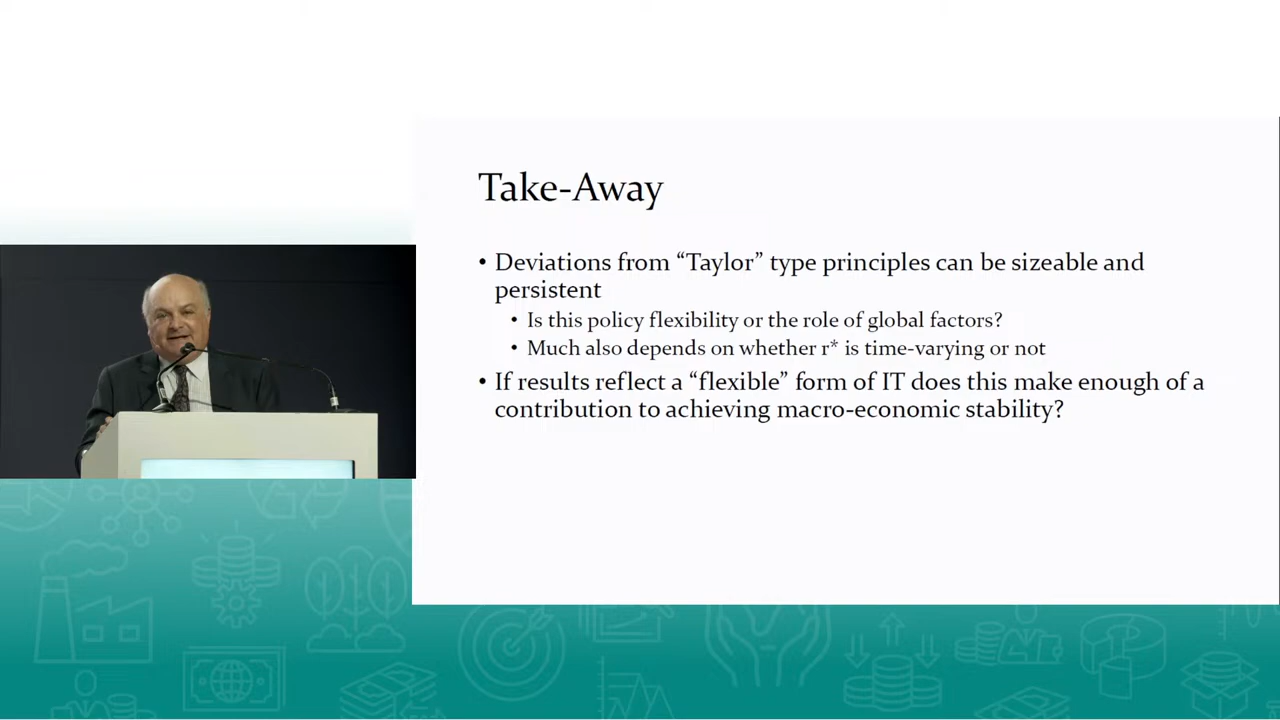 Take-Away
• Deviations from “Taylor” type principles can be sizeable and
persistent
• Is this policy flexibility or the role of global factors?
• Much also depends on whether r* is time-varying or not
• If results reflect a “flexible” form of IT does this make enough of a
contribution to achieving macro-economic stability?